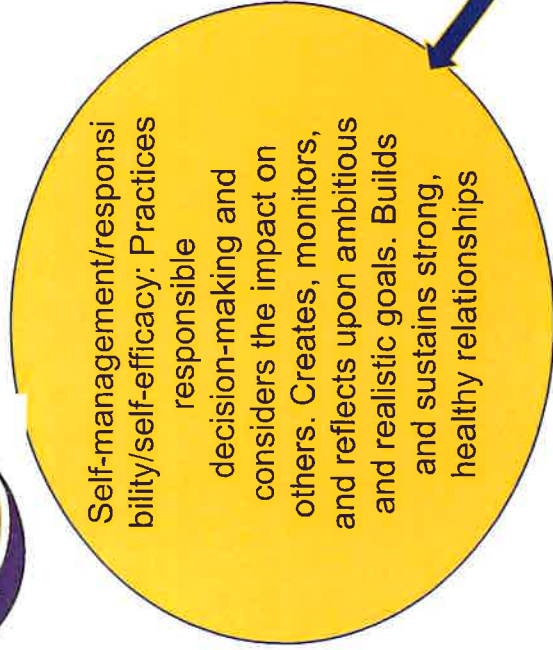 Self-management/responsi
bility/self-efficacy: Practices
responsible
decision-making and
considers the impact on
others. Creates, monitors,
and reflects upon ambitious
and realistic goals. Builds
and sustains strong,
healthy relationships